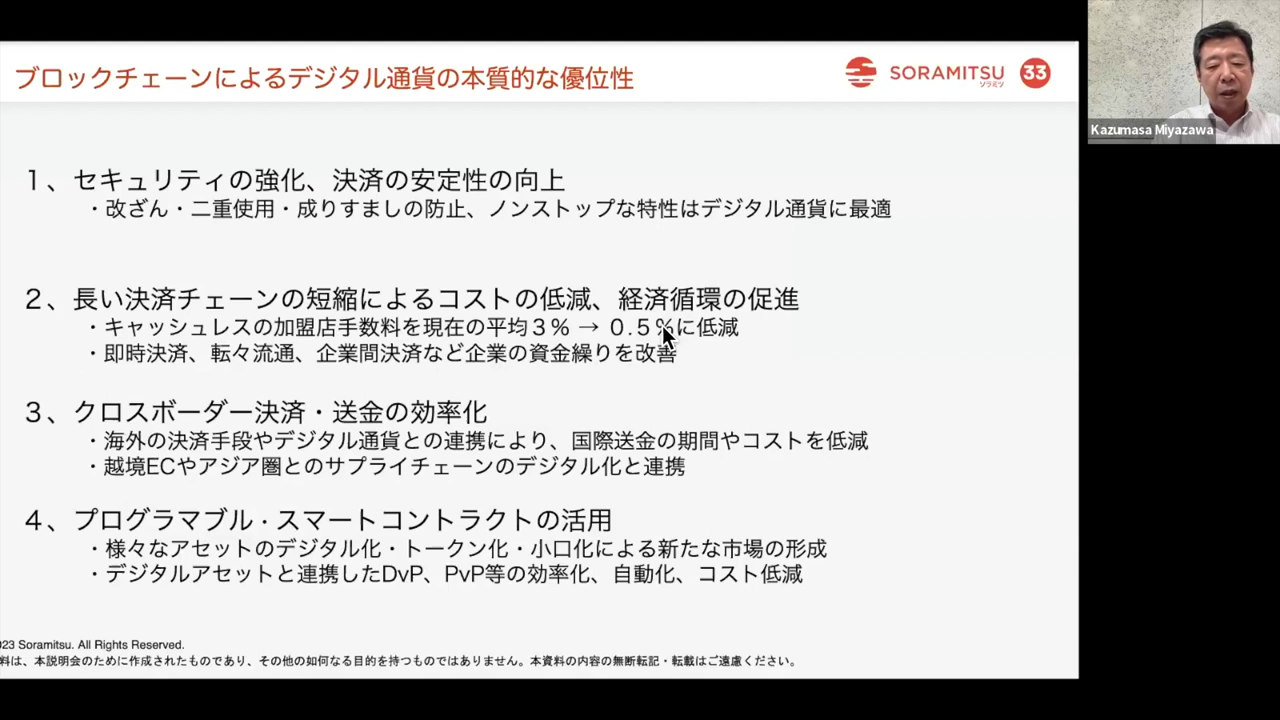 ブロックチェーンによるデジタル通貨の本質的な優位性
SORAMITSU
ソラミツ
33
Kazumasa Miyazawa
１、セキュリティの強化、決済の安定性の向上
・改ざん・二重使用・成りすましの防止、ノンストップな特性はデジタル通貨に最適
２、長い決済チェーンの短縮によるコストの低減、経済循環の促進
・キャッシュレスの加盟店手数料を現在の平均３％ → ０.５％に低減
・即時決済、転々流通、企業間決済など企業の資金繰りを改善
３、クロスボーダー決済・送金の効率化
・海外の決済手段やデジタル通貨との連携により、国際送金の期間やコストを低減
・越境ECやアジア圏とのサプライチェーンのデジタル化と連携
４、プログラマブル・スマートコントラクトの活用
・様々なアセットのデジタル化・トークン化・小口化による新たな市場の形成
・デジタルアセットと連携したDvP、PvP等の効率化、自動化、コスト低減
23 Soramitsu. All Rights Reserved.
料は、本説明会のために作成されたものであり、その他の如何なる目的を持つものではありません。本資料の内容の無断転記・転載はご遠慮ください。